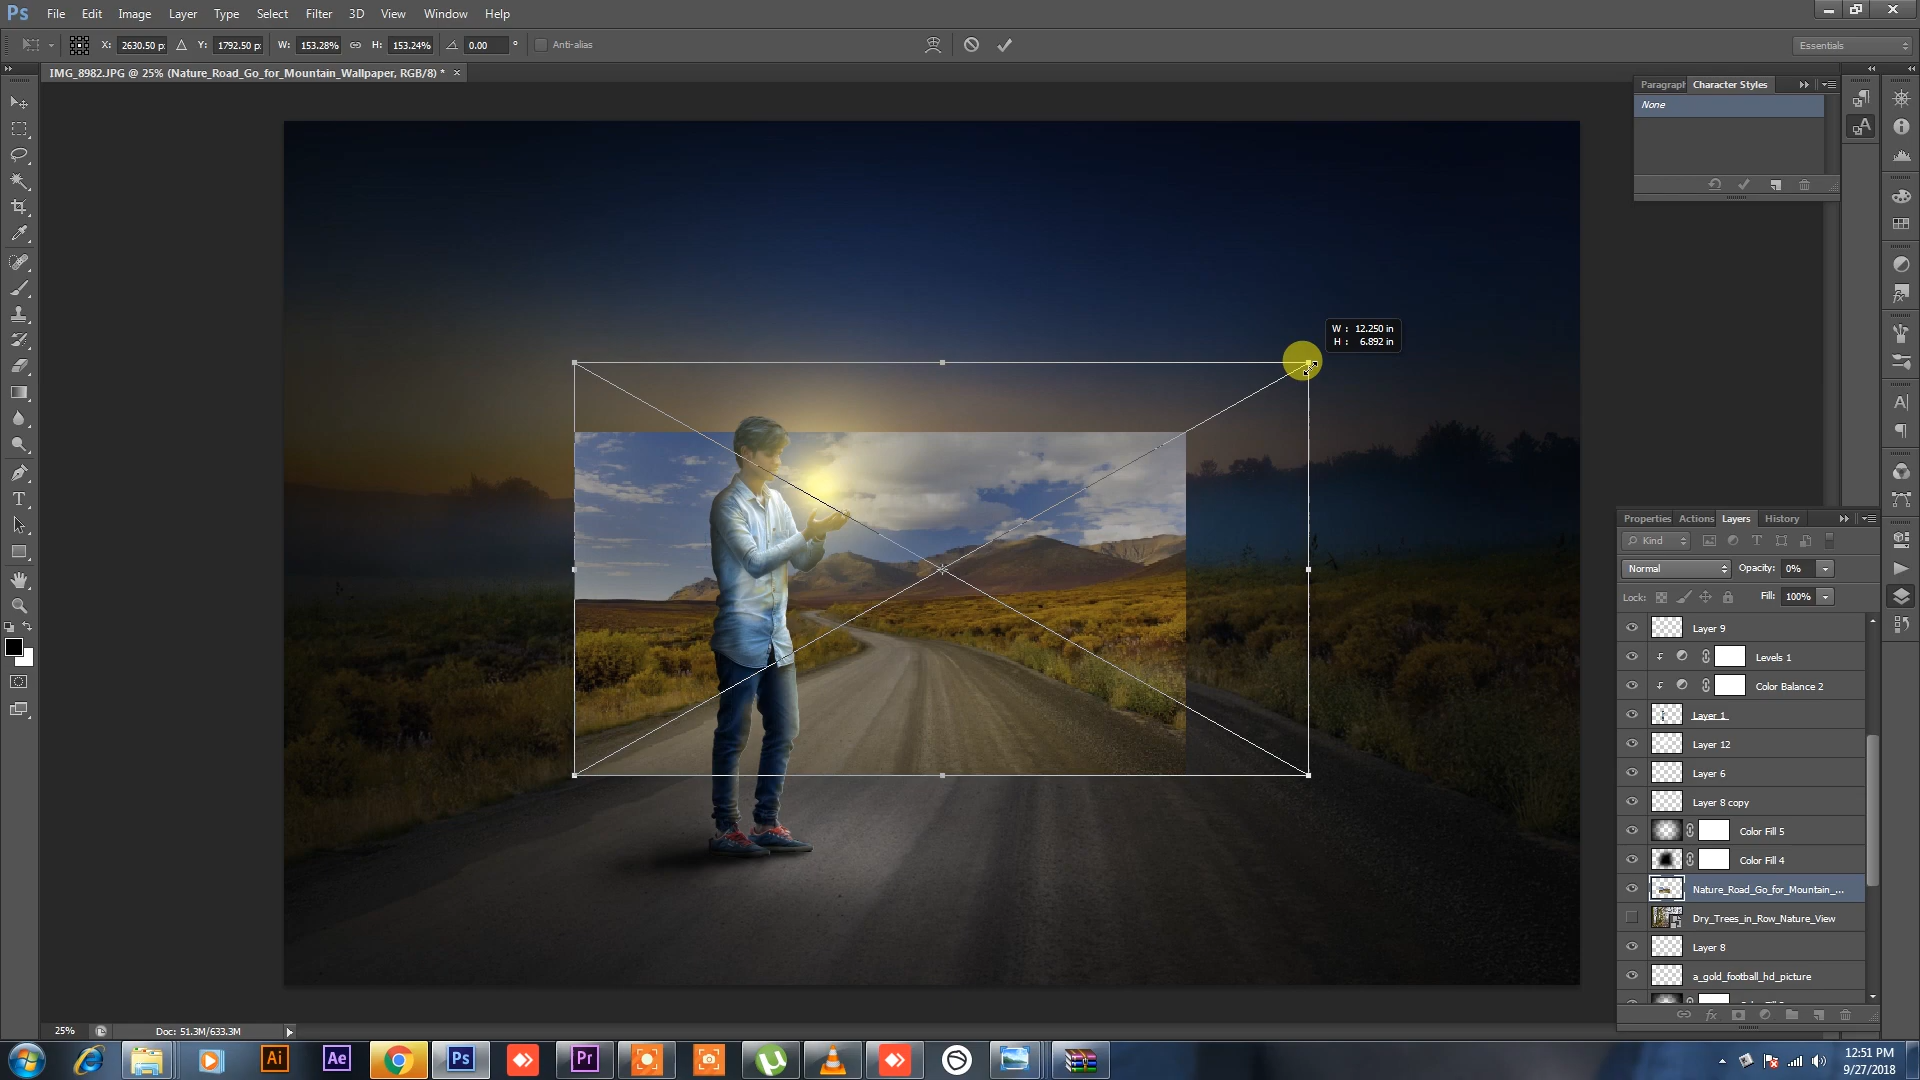 Ps File Edit Image Layer Type Select Filter 3D View Window Help
X: 2630.50 p: Y: 1792.50 p: W: 153.28% H: 153.24% 0.00 ° Anti-alias Essentials
IMG_8982.JPG @ 25% (Nature_Road_Go_for_Mountain_Wallpaper, RGB/8) * ×
Paragraph Character Styles
None
W : 12.250 in
H : 6.892 in
Properties Actions Layers History
Kind
Normal Opacity: 0%
Lock: Fill: 100%
Layer 9
Levels 1
Color Balance 2
Layer 1
Layer 12
Layer 6
Layer 8 copy
Color Fill 5
Color Fill 4
Nature_Road_Go_for_Mountain_...
Dry_Trees_in_Row_Nature_View
Layer 8
a_gold_football_hd_picture
25% Doc: 51.3M/633.3M
Ai Ae Ps Pr
12:51 PM
9/27/2018